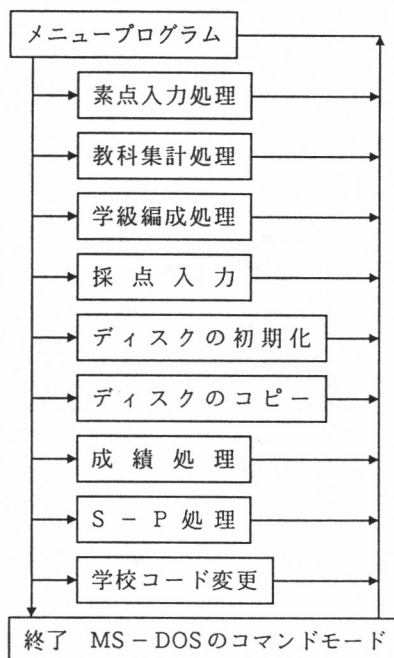 メニュープログラム
素点入力処理
教科集計処理
学級編成処理
採点入力
ディスクの初期化
ディスクのコピー
成績処理
S－P処理
学校コード変更
終了　MS－DOSのコマンドモード